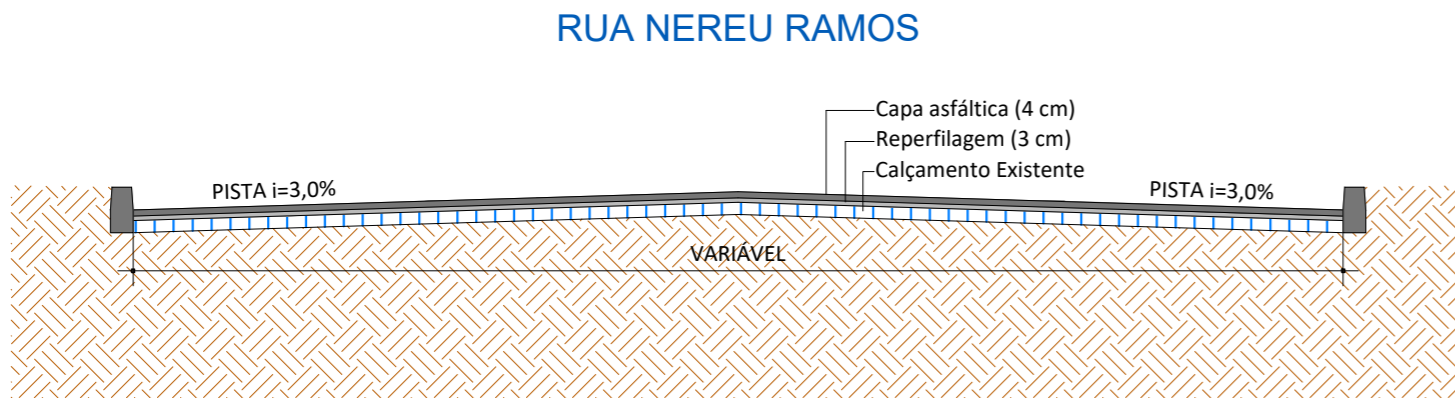 RUA NEREU RAMOS
Capa asfáltica (4 cm)
Reperfilagem (3 cm)
Calçamento Existente
PISTA i=3,0%
PISTA i=3,0%
VARIÁVEL